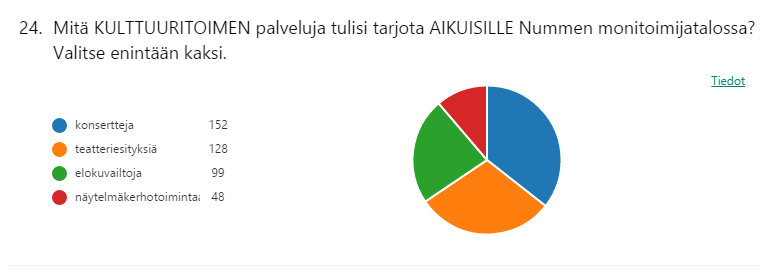 24. Mitä KULTTUURITOIMEN palveluja tulisi tarjota AIKUISILLE Nummen monitoimijatalossa?
Valitse enintään kaksi.
Tiedot
konsertteja 152
teatteriesityksiä 128
elokuvailtoja 99
näytelmäkerhotoimintaa 48